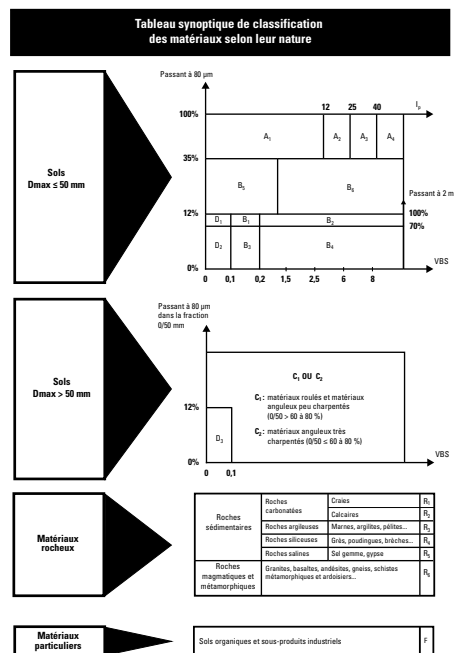 Tableau synoptique de classification
des matériaux selon leur nature
Passant à 80 µm
12 25 40 Ip
100%
A1 A2 A3 A4
35%
Sols
Dmax ≤ 50 mm
B5 B6
Passant à 2 m
12% 100%
D1 B1 B2
70%
D2 B3 B4
0% VBS
0 0,1 0,2 1,5 2,5 6 8
Passant à 80 µm
dans la fraction
0/50 mm
Sols
Dmax > 50 mm
C1 OU C2
C1 : matériaux roulés et matériaux
anguleux peu charpentés
(0/50 > 60 à 80 %)
C2 : matériaux anguleux très
charpentés (0/50 ≤ 60 à 80 %)
12%
D3
0% VBS
0 0,1
Matériaux
rocheux
Roches
sédimentaires
Roches
carbonatées
Craies R1
Calcaires R2
Roches argileuses Marnes, argilites, pélites... R3
Roches siliceuses Grès, poudingues, brèches... R4
Roches salines Sel gemme, gypse R5
Roches
magmatiques et
métamorphiques
Granites, basaltes, andésites, gneiss, schistes
métamorphiques et ardoisiers... R6
Matériaux
particuliers
Sols organiques et sous-produits industriels F